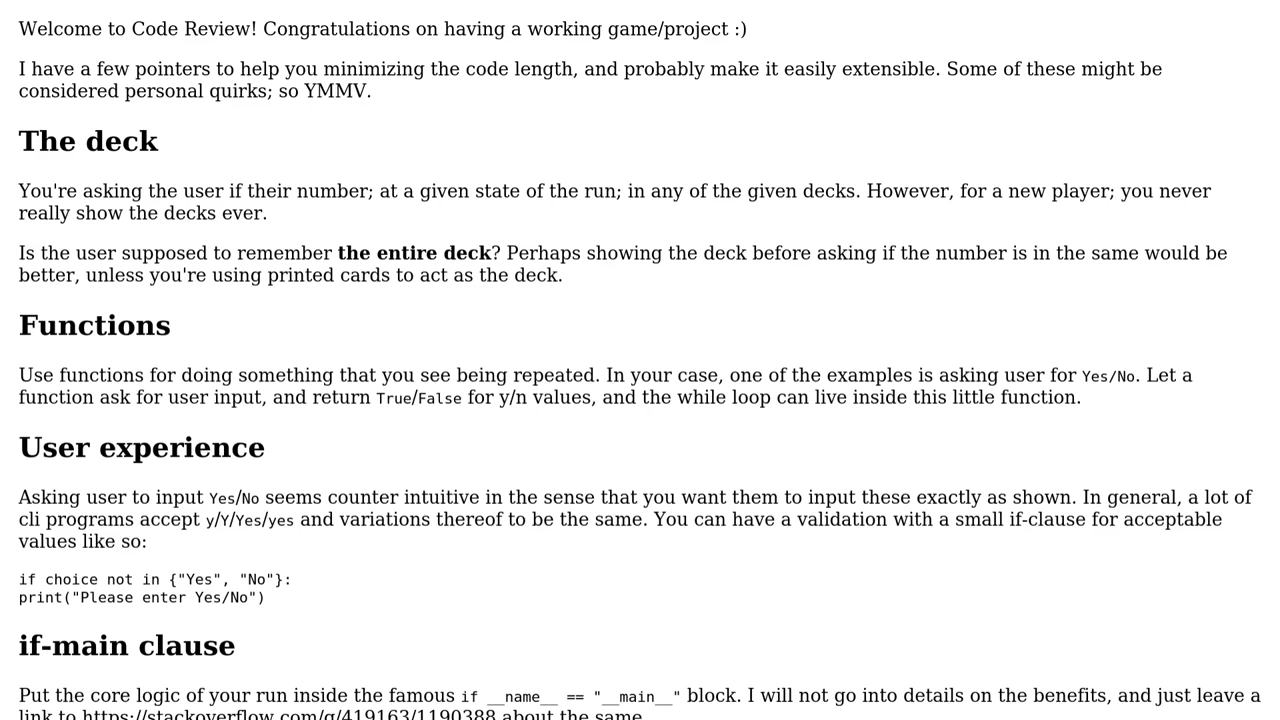 Welcome to Code Review! Congratulations on having a working game/project :)
I have a few pointers to help you minimizing the code length, and probably make it easily extensible. Some of these might be
considered personal quirks; so YMMV.
The deck
You're asking the user if their number; at a given state of the run; in any of the given decks. However, for a new player; you never
really show the decks ever.
Is the user supposed to remember the entire deck? Perhaps showing the deck before asking if the number is in the same would be
better, unless you're using printed cards to act as the deck.
Functions
Use functions for doing something that you see being repeated. In your case, one of the examples is asking user for Yes/No. Let a
function ask for user input, and return True/False for y/n values, and the while loop can live inside this little function.
User experience
Asking user to input Yes/No seems counter intuitive in the sense that you want them to input these exactly as shown. In general, a lot of
cli programs accept y/Y/Yes/yes and variations thereof to be the same. You can have a validation with a small if-clause for acceptable
values like so:
if choice not in {"Yes", "No"}:
print("Please enter Yes/No")
if-main clause
Put the core logic of your run inside the famous if __name__ == "__main__" block. I will not go into details on the benefits, and just leave a
link to https://stackoverflow.com/q/419163/1190388 about the same.